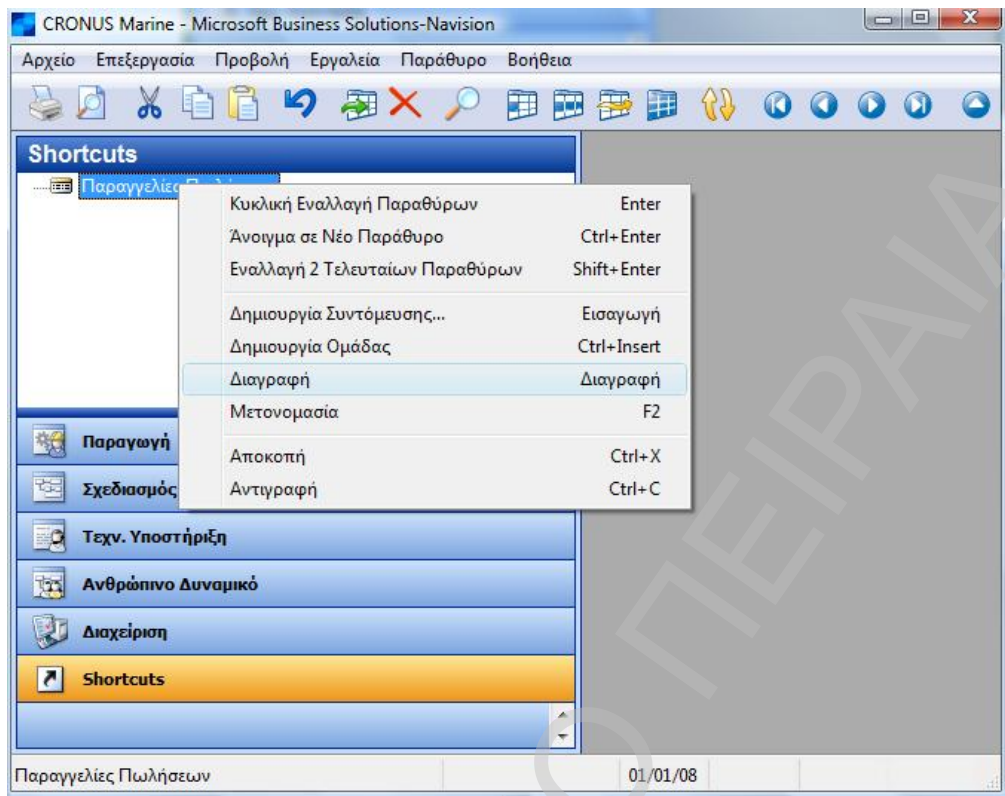 CRONUS Marine - Microsoft Business Solutions-Navision
Αρχείο Επεξεργασία Προβολή Εργαλεία Παράθυρο Βοήθεια
Shortcuts
Παραγγελίες
Κυκλική Εναλλαγή Παραθύρων Enter
Άνοιγμα σε Νέο Παράθυρο Ctrl+Enter
Εναλλαγή 2 Τελευταίων Παραθύρων Shift+Enter
Δημιουργία Συντόμευσης... Εισαγωγή
Δημιουργία Ομάδας Ctrl+Insert
Διαγραφή Διαγραφή
Μετονομασία F2
Αποκοπή Ctrl+X
Αντιγραφή Ctrl+C
Παραγωγή
Σχεδιασμός
Τεχν. Υποστήριξη
Ανθρώπινο Δυναμικό
Διαχείριση
Shortcuts
Παραγγελίες Πωλήσεων 01/01/08
Ο ΠΕΙΡΑΙΑ